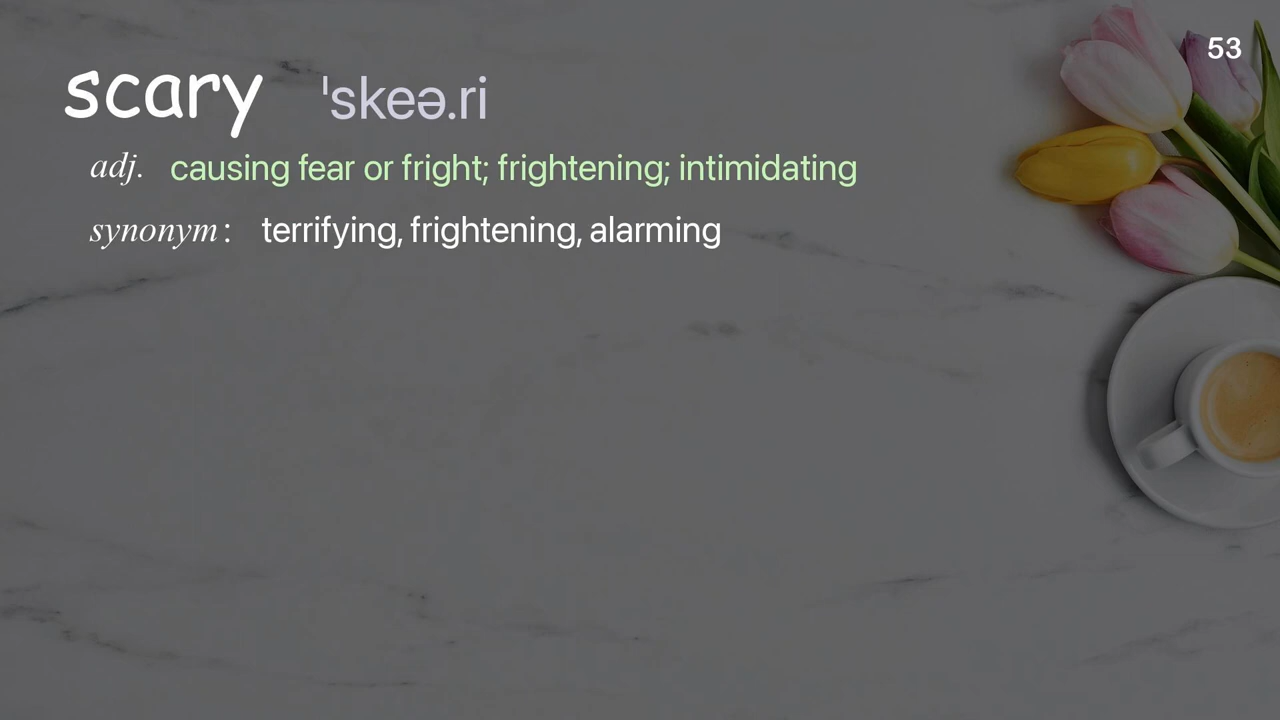 53
scary ˈskeə.ri
adj. causing fear or fright; frightening; intimidating
synonym: terrifying, frightening, alarming